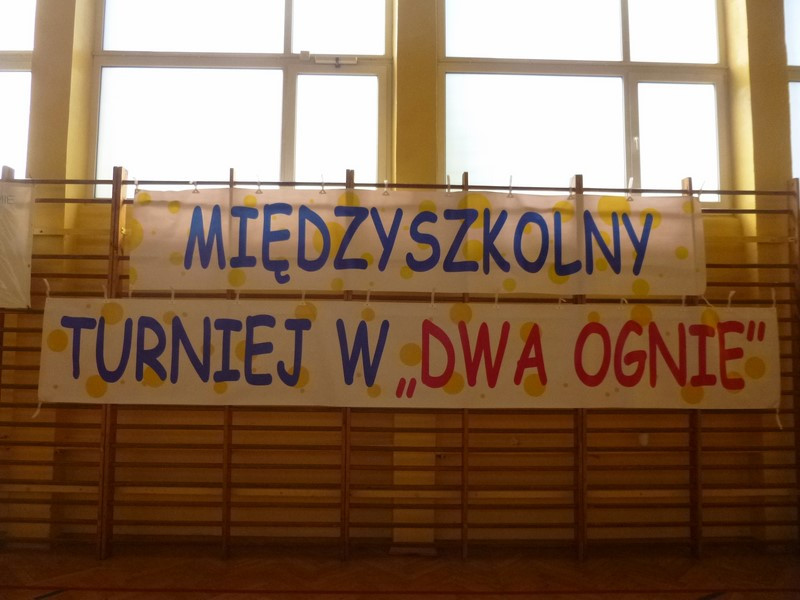 MIĘDZYSZKOLNY
TURNIEJ W „DWA OGNIE”